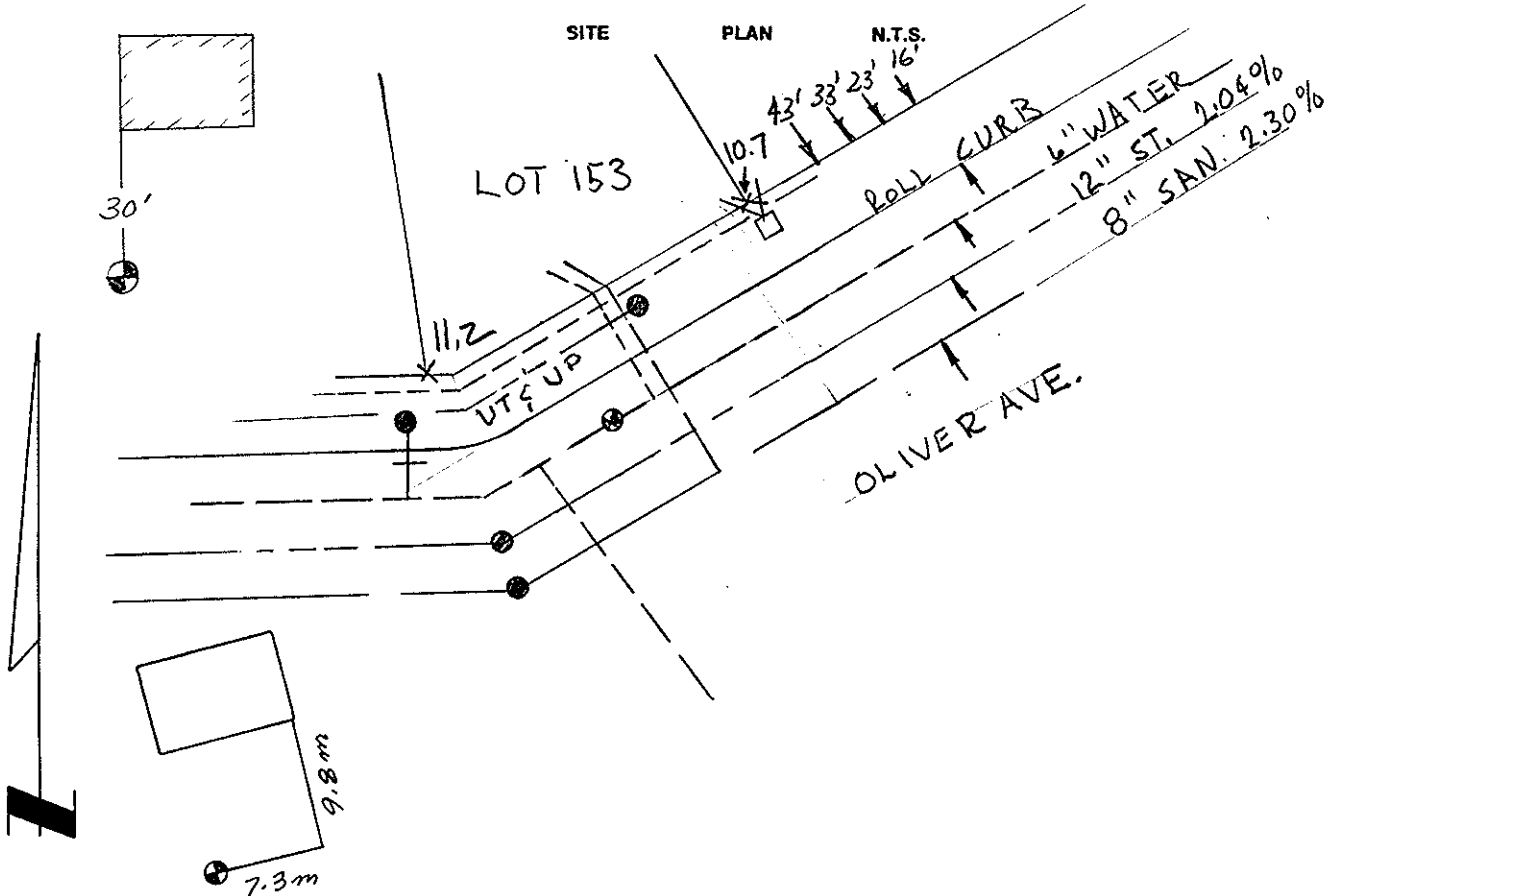 SITE PLAN N.T.S.
43' 33' 23' 16'
10.7
LOT 153
ROLL CURB
6" WATER
12" ST. 2.04%
8" SAN. 2.30%
30'
11,2
UT & UP
OLIVER AVE.
9.8m
7.3m
N